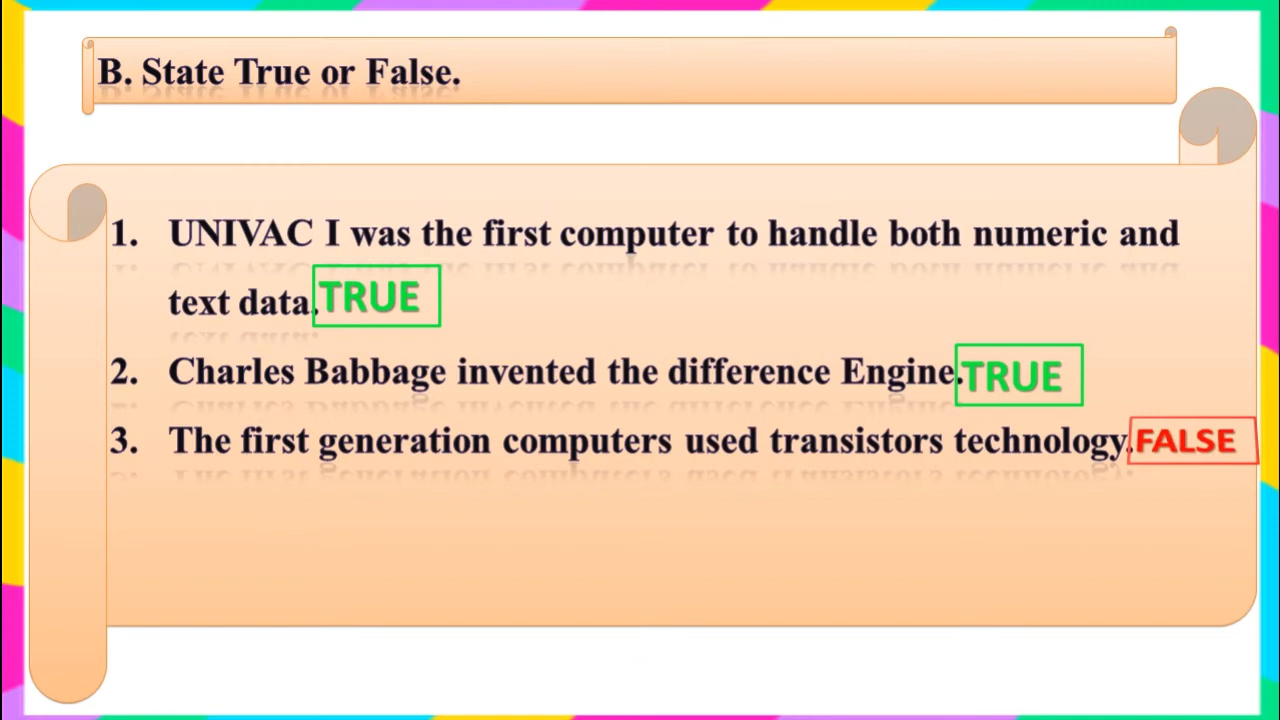 B. State True or False.
1. UNIVAC I was the first computer to handle both numeric and
text data. TRUE
2. Charles Babbage invented the difference Engine. TRUE
3. The first generation computers used transistors technology. FALSE